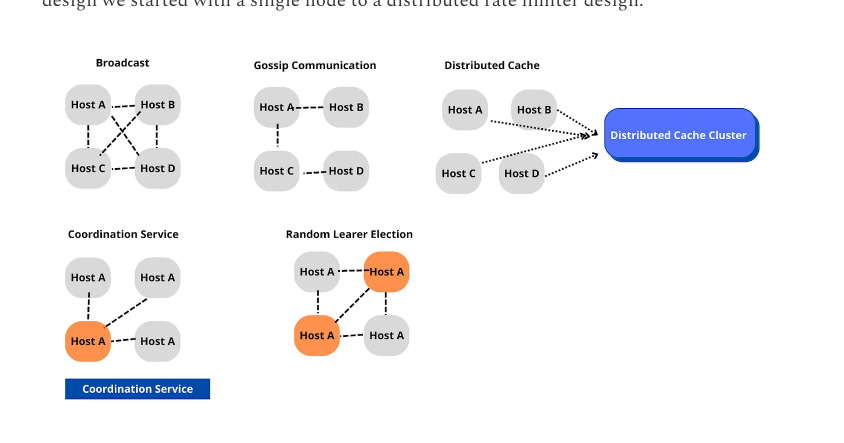 design we started with a single node to a distributed rate limiter design.
Broadcast
Host A
Host B
Host C
Host D
Gossip Communication
Host A
Host B
Host C
Host D
Distributed Cache
Host A
Host B
Host C
Host D
Distributed Cache Cluster
Coordination Service
Host A
Host A
Host A
Host A
Coordination Service
Random Learer Election
Host A
Host A
Host A
Host A